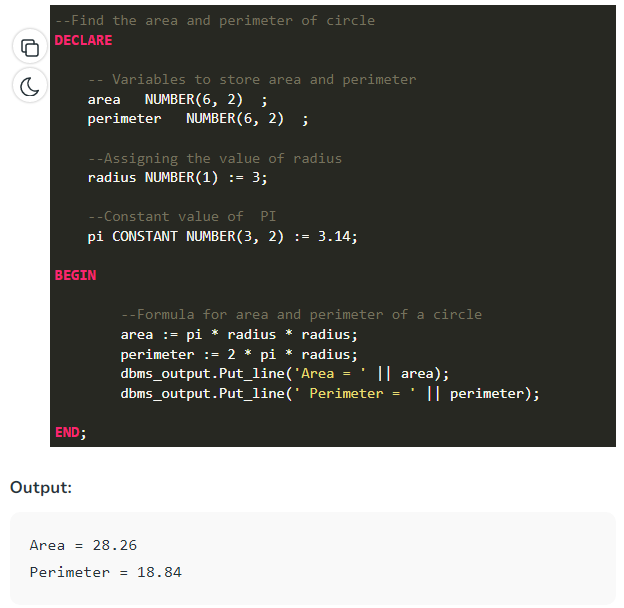 --Find the area and perimeter of circle
DECLARE
-- Variables to store area and perimeter
area   NUMBER(6, 2)  ;
perimeter   NUMBER(6, 2)  ;
--Assigning the value of radius
radius NUMBER(1) := 3;
--Constant value of  PI
pi CONSTANT NUMBER(3, 2) := 3.14;
BEGIN
--Formula for area and perimeter of a circle
area := pi * radius * radius;
perimeter := 2 * pi * radius;
dbms_output.Put_line('Area = ' || area);
dbms_output.Put_line(' Perimeter = ' || perimeter);
END;
Output:
Area = 28.26
Perimeter = 18.84